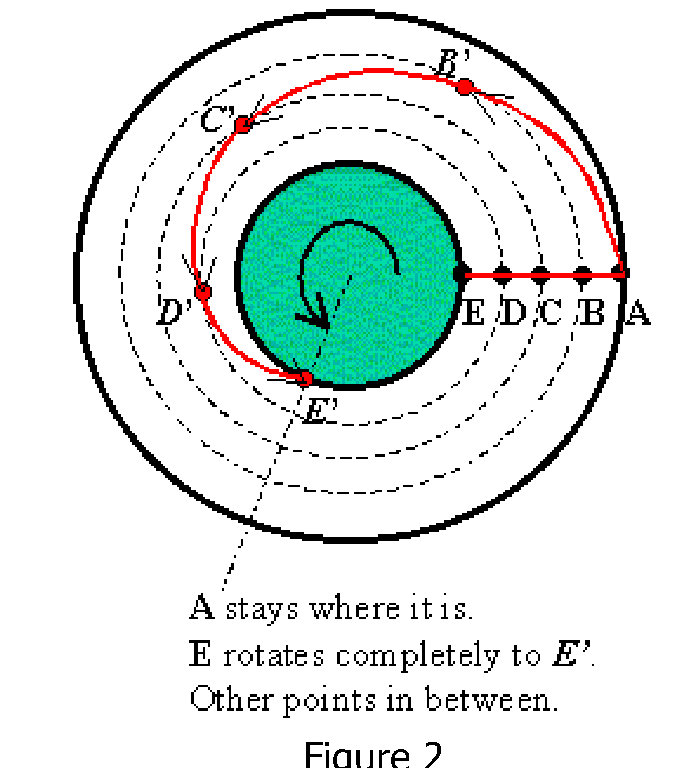 B'
C'
D'
E D C B A
E'
A stays where it is.
E rotates completely to E'.
Other points in between.
Figure 2